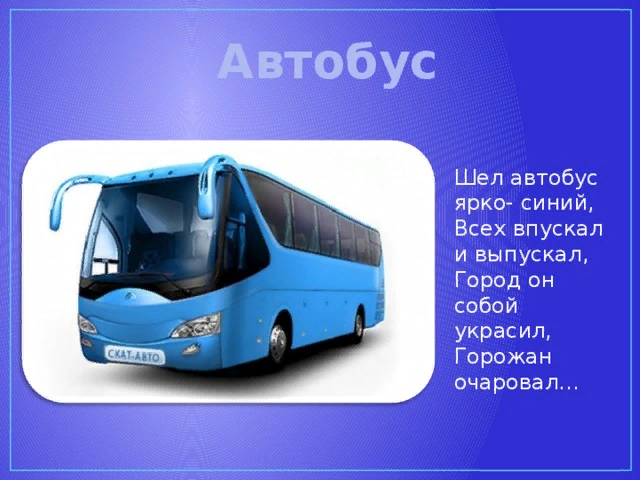 Автобус
Шел автобус
ярко- синий,
Всех впускал
и выпускал,
Город он
собой
украсил,
Горожан
очаровал…
СКАТ-АВТО